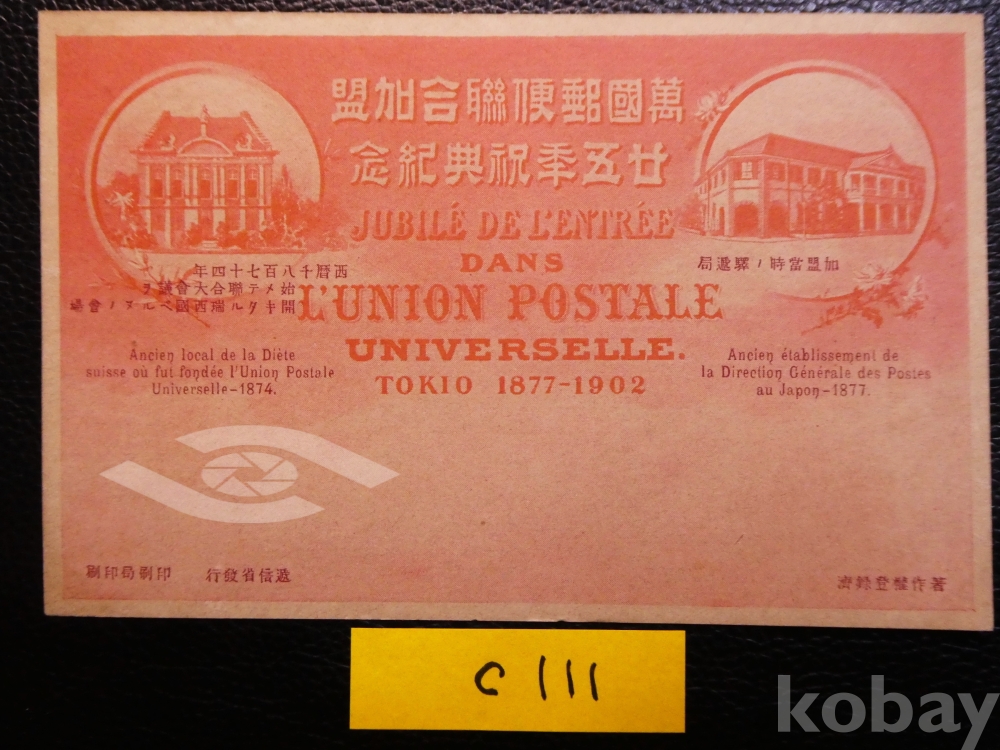 萬國郵便聯合加盟
廿五季祝典紀念
JUBILÉ DE L'ENTRÉE
DANS
L'UNION POSTALE
UNIVERSELLE.
TOKIO 1877-1902
西曆千八百七十四年
始メテ聯合大會議ヲ
開キタル瑞西國ベルヌノ會場
Ancien local de la Diète
suisse où fut fondée l'Union Postale
Universelle-1874.
加盟當時ノ驛遞局
Ancien établissement de
la Direction Générale des Postes
au Japon-1877.
著作權登錄濟
遞信省發行 印刷局印刷
C 111
kobay